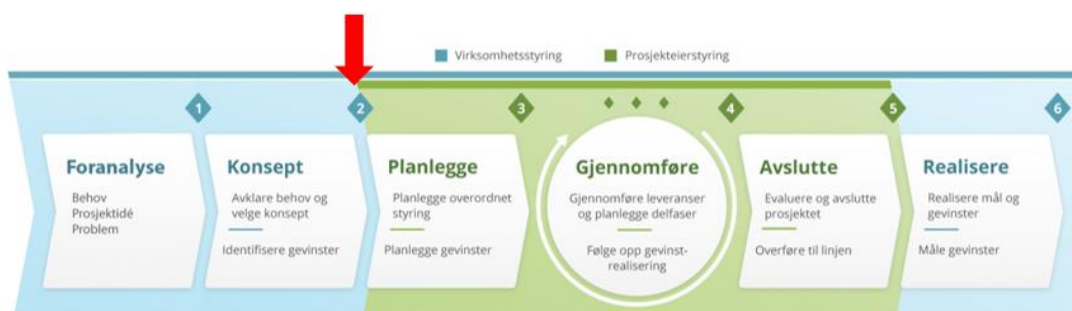 Virksomhetsstyring
Prosjekteierstyring
1
2
3
4
5
6
Foranalyse
Behov
Prosjektidé
Problem
Konsept
Avklare behov og
velge konsept
Identifisere gevinster
Planlegge
Planlegge overordnet
styring
Planlegge gevinster
Gjennomføre
Gjennomføre leveranser
og planlegge delfaser
Følge opp gevinst-
realisering
Avslutte
Evaluere og avslutte
prosjektet
Overføre til linjen
Realisere
Realisere mål og
gevinster
Måle gevinster